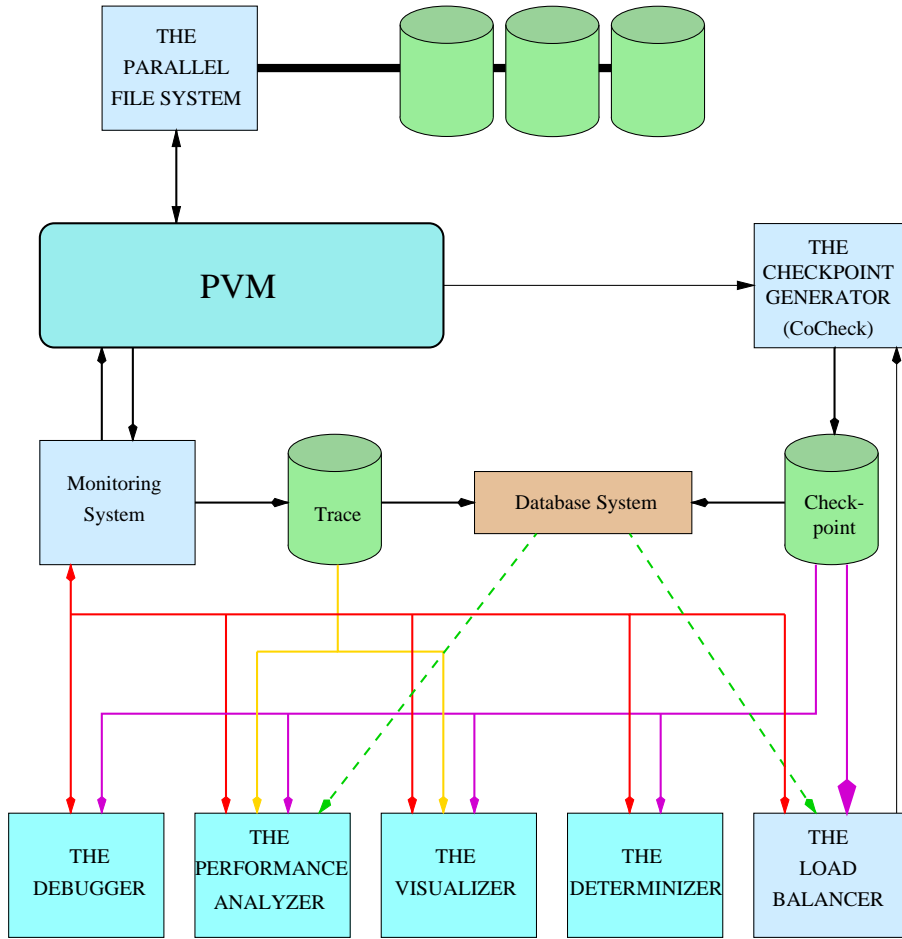 THE
PARALLEL
FILE SYSTEM
PVM
THE
CHECKPOINT
GENERATOR
(CoCheck)
Monitoring
System
Trace
Database System
Check-
point
THE
DEBUGGER
THE
PERFORMANCE
ANALYZER
THE
VISUALIZER
THE
DETERMINIZER
THE
LOAD
BALANCER